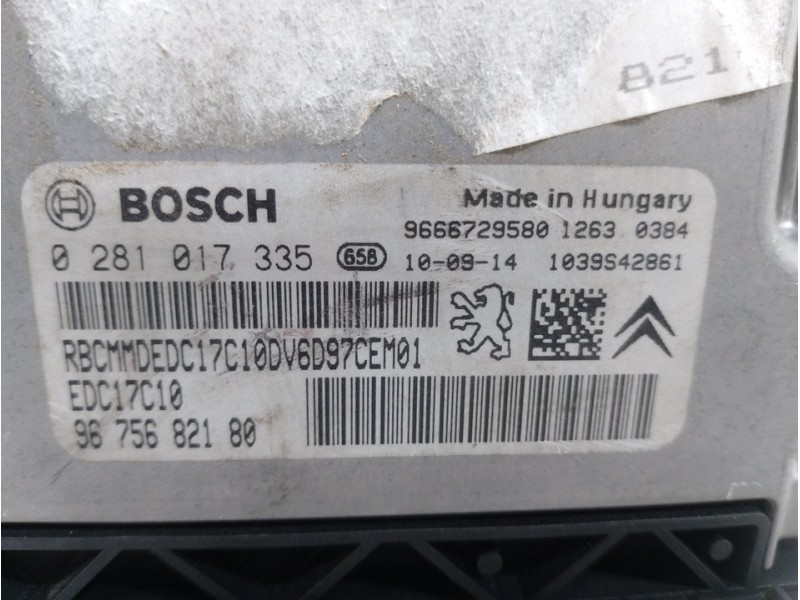 821
BOSCH
Made in Hungary
9666729580 1263 0384
0 281 017 335 658
10-09-14 1039S42861
RBCMMDEDC17C10DV6D97CEM01
EDC17C10
96 756 821 80